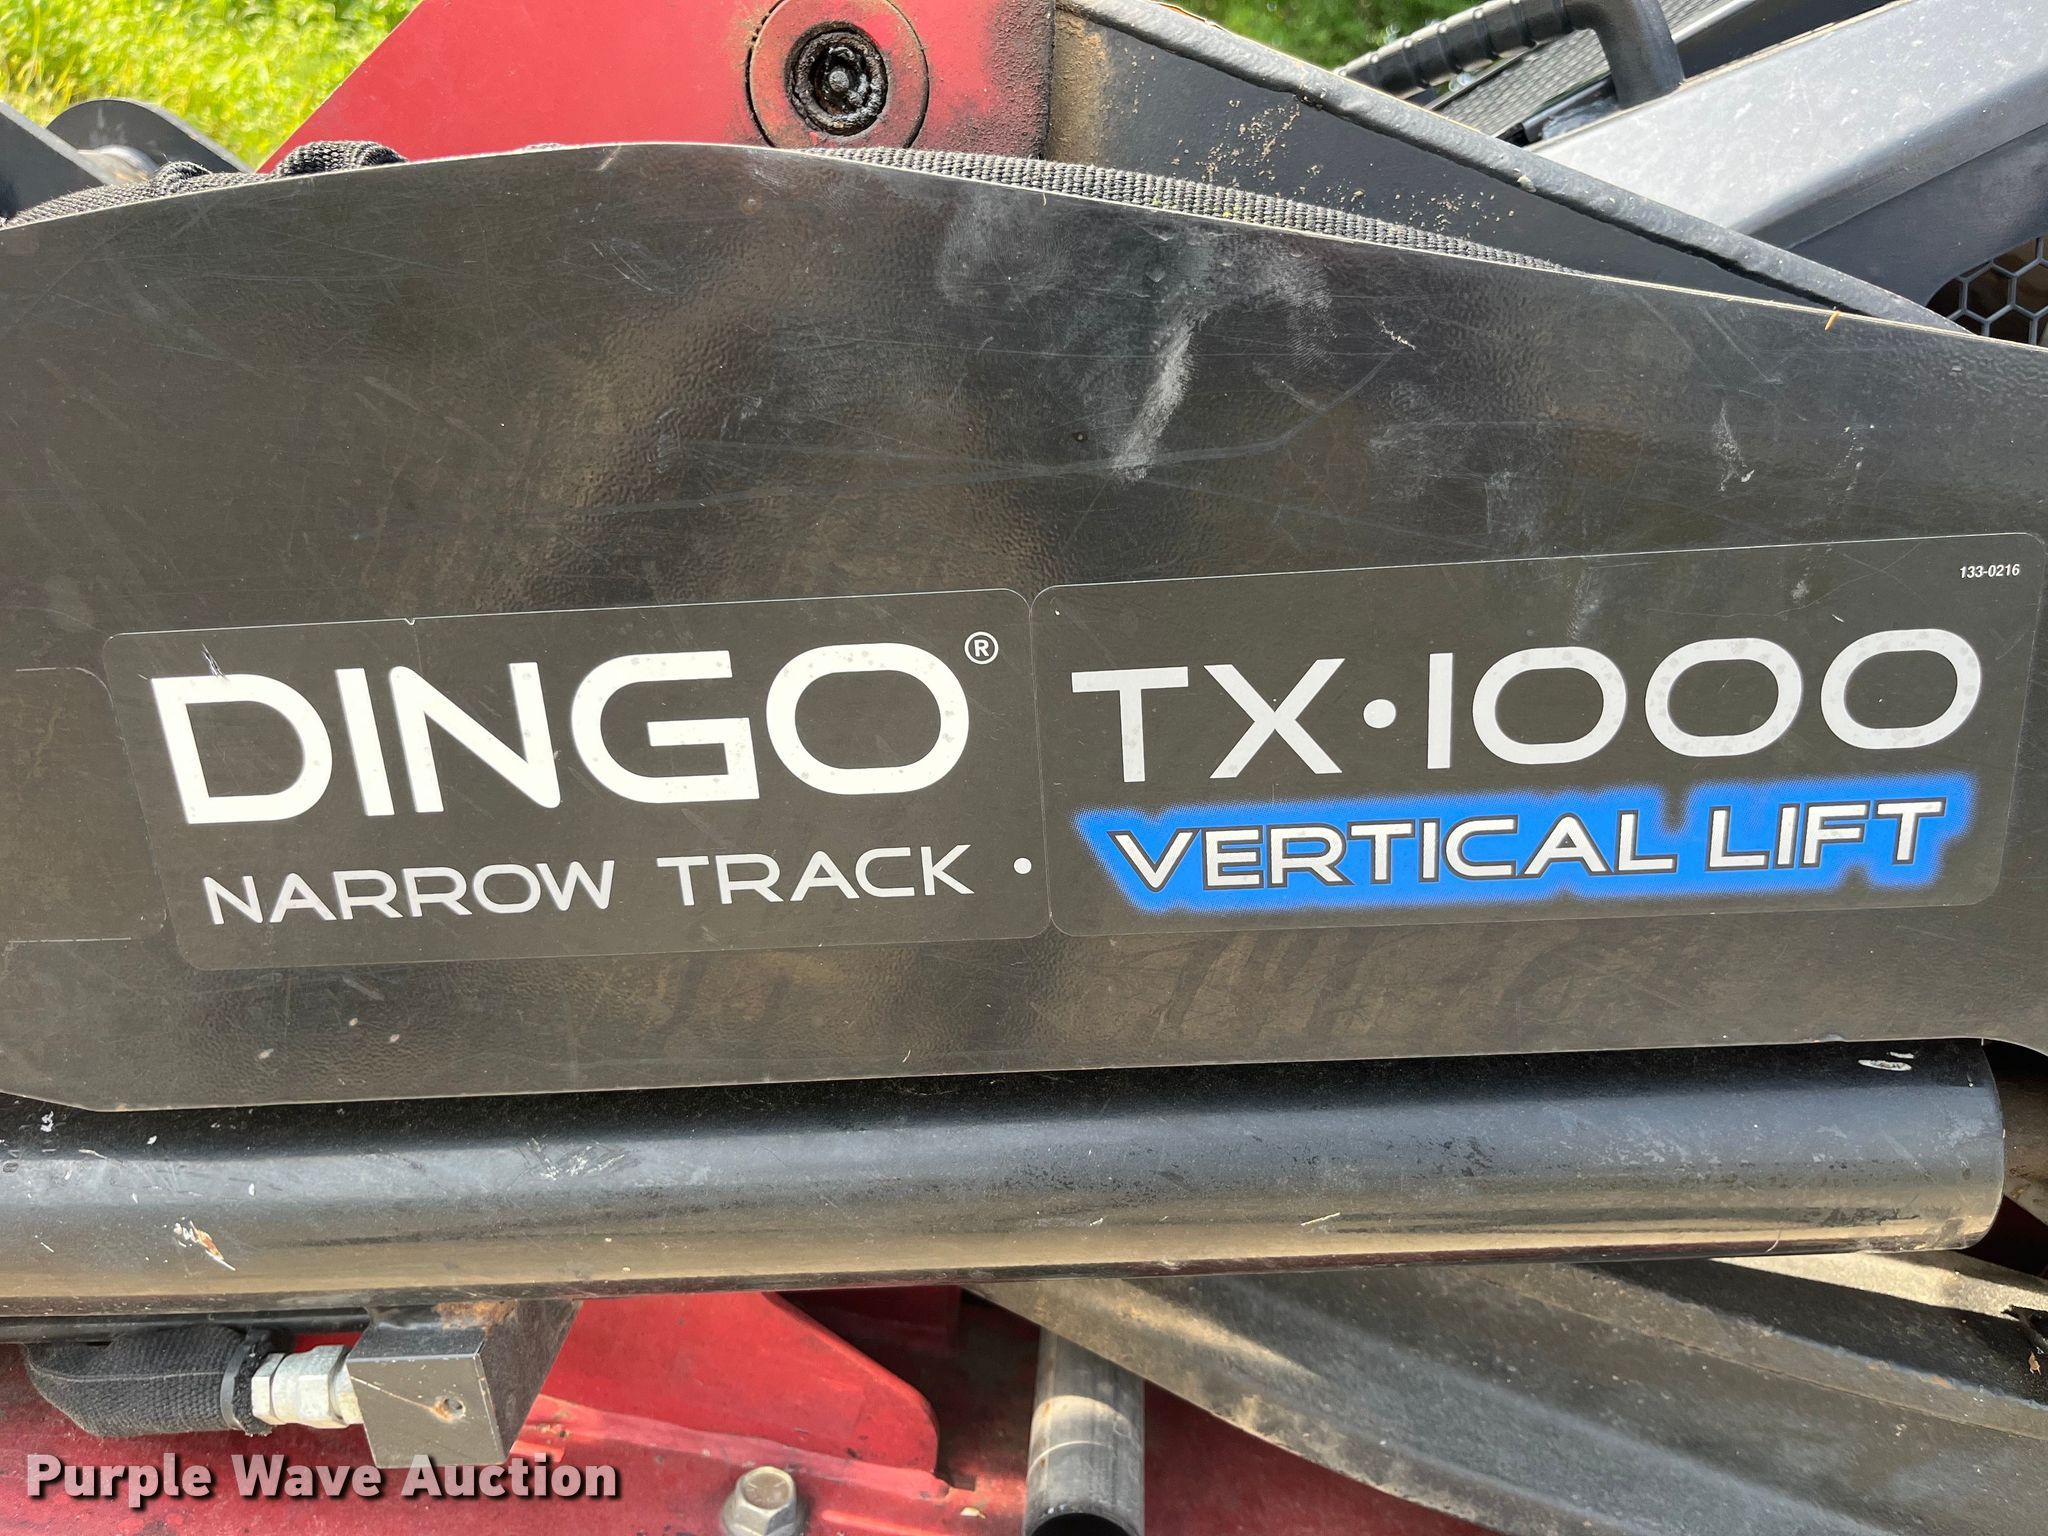 133-0216
DINGO® TX·1000
NARROW TRACK · VERTICAL LIFT
Purple Wave Auction